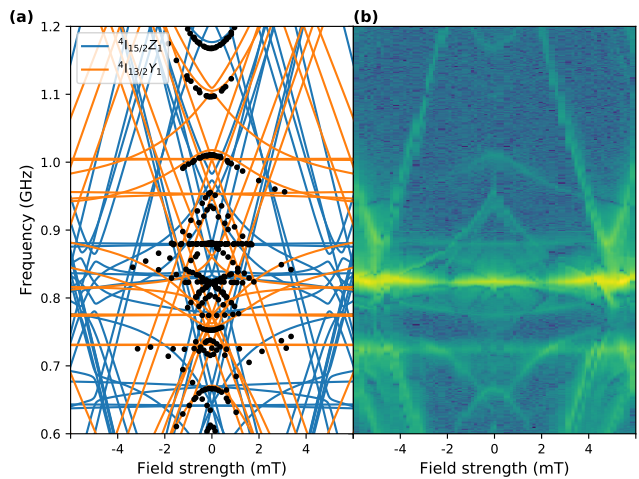 (a)
(b)
1.2
1.1
1.0
0.9
0.8
0.7
0.6
Frequency (GHz)
⁴I₁₅/₂Z₁
⁴I₁₃/₂Y₁
-4 -2 0 2 4
Field strength (mT)
-4 -2 0 2 4
Field strength (mT)